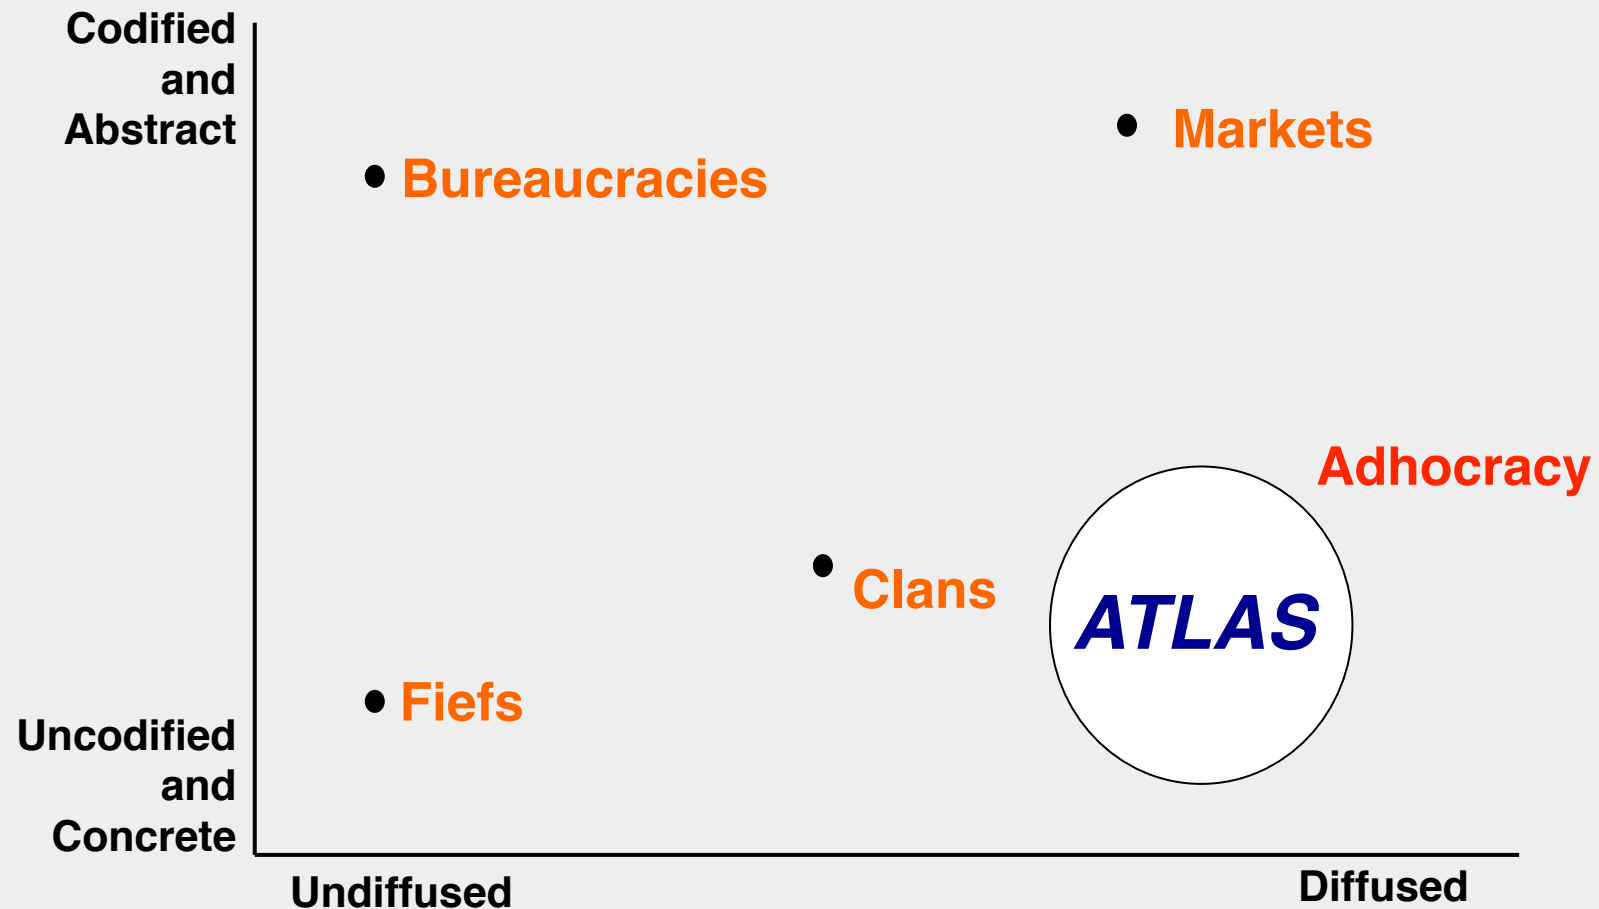 Codified
and
Abstract
Markets
Bureaucracies
Adhocracy
Clans
ATLAS
Fiefs
Uncodified
and
Concrete
Undiffused
Diffused